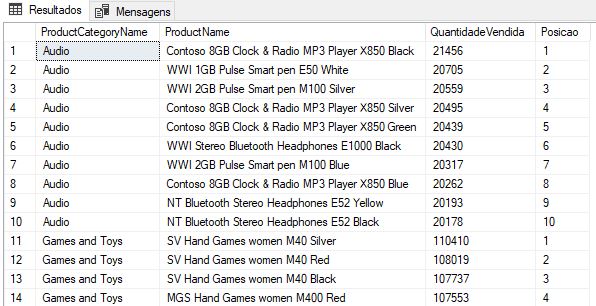 Resultados Mensagens
ProductCategoryName ProductName QuantidadeVendida Posicao
1 Audio Contoso 8GB Clock & Radio MP3 Player X850 Black 21456 1
2 Audio WWI 1GB Pulse Smart pen E50 White 20705 2
3 Audio WWI 2GB Pulse Smart pen M100 Silver 20559 3
4 Audio Contoso 8GB Clock & Radio MP3 Player X850 Silver 20495 4
5 Audio Contoso 8GB Clock & Radio MP3 Player X850 Green 20439 5
6 Audio WWI Stereo Bluetooth Headphones E1000 Black 20430 6
7 Audio WWI 2GB Pulse Smart pen M100 Blue 20317 7
8 Audio Contoso 8GB Clock & Radio MP3 Player X850 Blue 20262 8
9 Audio NT Bluetooth Stereo Headphones E52 Yellow 20193 9
10 Audio NT Bluetooth Stereo Headphones E52 Black 20178 10
11 Games and Toys SV Hand Games women M40 Silver 110410 1
12 Games and Toys SV Hand Games women M40 Red 108019 2
13 Games and Toys SV Hand Games women M40 Black 107737 3
14 Games and Toys MGS Hand Games women M400 Red 107553 4